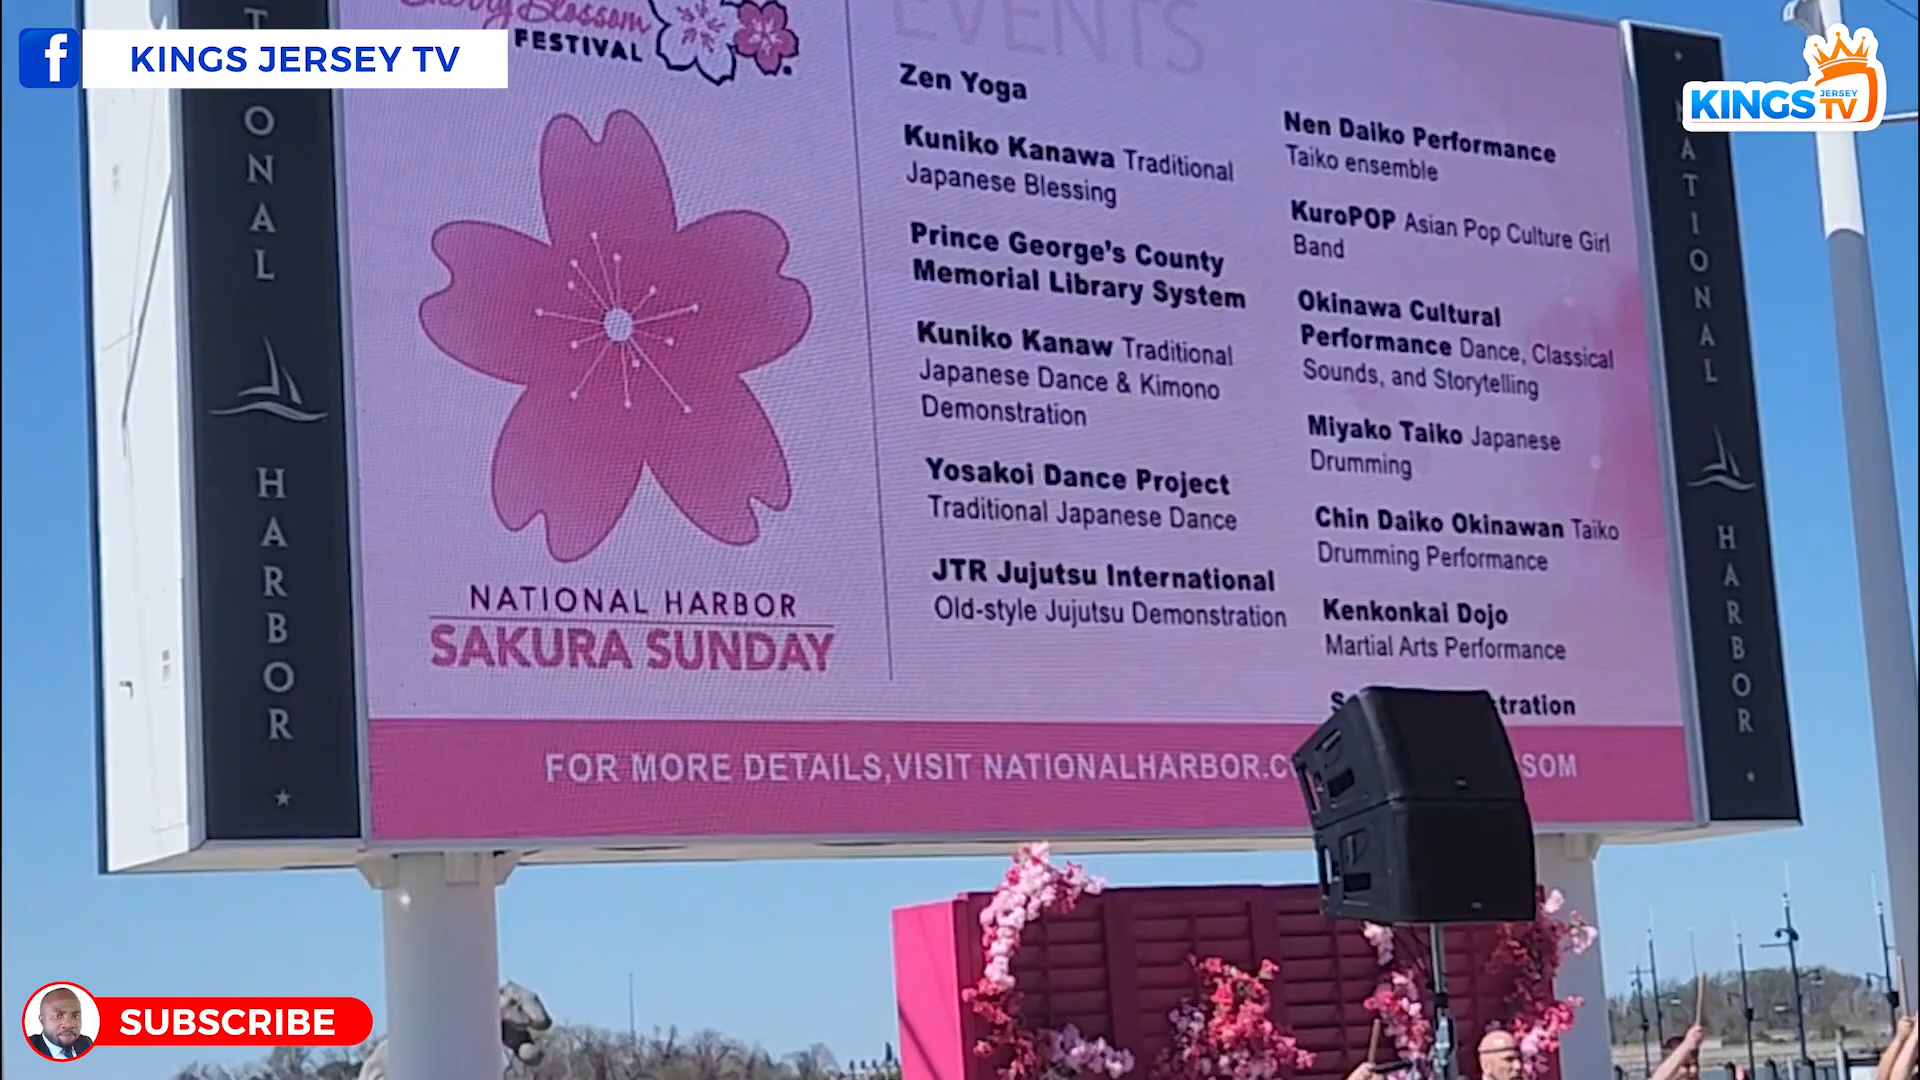 KINGS JERSEY TV
KINGS JERSEY TV
Cherry Blossom
FESTIVAL
EVENTS
Zen Yoga
Kuniko Kanawa Traditional
Japanese Blessing
Prince George's County
Memorial Library System
Kuniko Kanaw Traditional
Japanese Dance & Kimono
Demonstration
Yosakoi Dance Project
Traditional Japanese Dance
JTR Jujutsu International
Old-style Jujutsu Demonstration
Nen Daiko Performance
Taiko ensemble
KuroPOP Asian Pop Culture Girl
Band
Okinawa Cultural
Performance Dance, Classical
Sounds, and Storytelling
Miyako Taiko Japanese
Drumming
Chin Daiko Okinawan Taiko
Drumming Performance
Kenkonkai Dojo
Martial Arts Performance
NATIONAL HARBOR
SAKURA SUNDAY
FOR MORE DETAILS,VISIT NATIONALHARBOR.C
HARBOR
NATIONAL
HARBOR
SUBSCRIBE